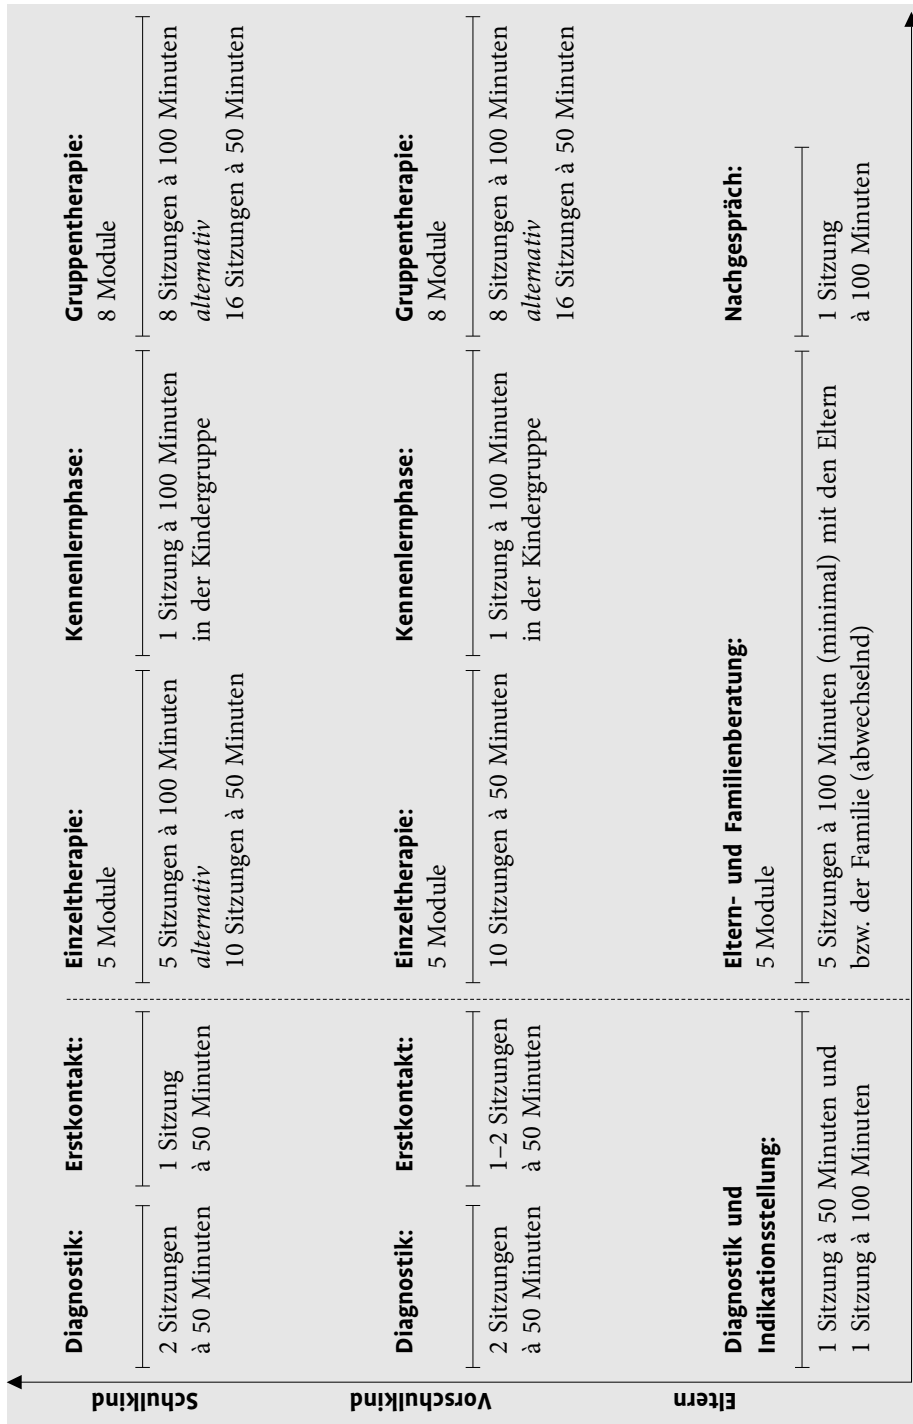 Schulkind
Diagnostik:
2 Sitzungen
à 50 Minuten
Erstkontakt:
1 Sitzung
à 50 Minuten
Einzeltherapie:
5 Module
5 Sitzungen à 100 Minuten
alternativ
10 Sitzungen à 50 Minuten
Kennenlernphase:
1 Sitzung à 100 Minuten
in der Kindergruppe
Gruppentherapie:
8 Module
8 Sitzungen à 100 Minuten
alternativ
16 Sitzungen à 50 Minuten
Vorschulkind
Diagnostik:
2 Sitzungen
à 50 Minuten
Erstkontakt:
1–2 Sitzungen
à 50 Minuten
Einzeltherapie:
5 Module
10 Sitzungen à 50 Minuten
Kennenlernphase:
1 Sitzung à 100 Minuten
in der Kindergruppe
Gruppentherapie:
8 Module
8 Sitzungen à 100 Minuten
alternativ
16 Sitzungen à 50 Minuten
Eltern
Diagnostik und
Indikationsstellung:
1 Sitzung à 50 Minuten und
1 Sitzung à 100 Minuten
Eltern- und Familienberatung:
5 Module
5 Sitzungen à 100 Minuten (minimal) mit den Eltern
bzw. der Familie (abwechselnd)
Nachgespräch:
1 Sitzung
à 100 Minuten